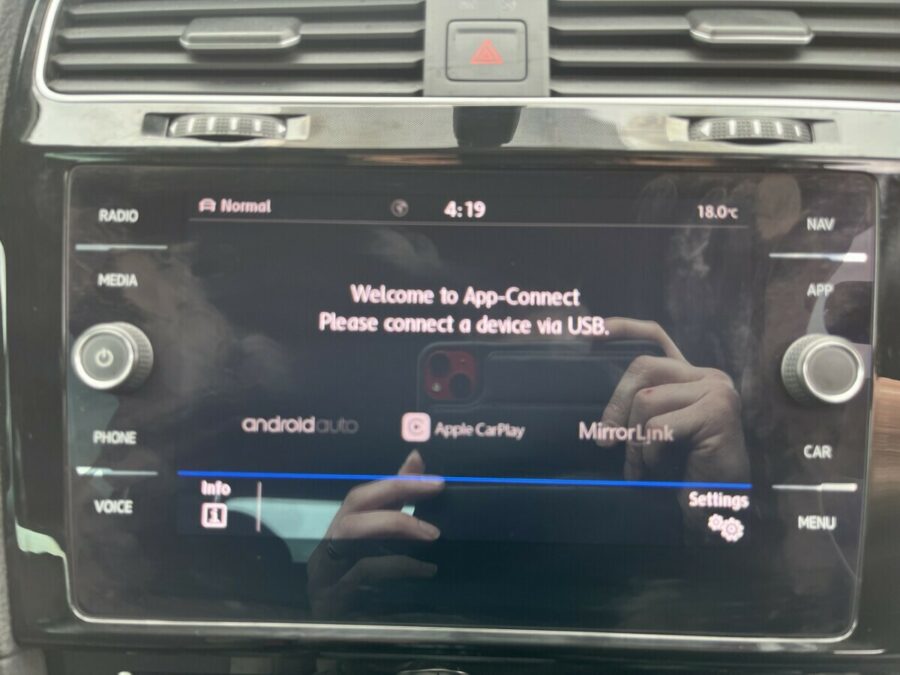 Normal
4:19
18.0°c
RADIO
MEDIA
PHONE
VOICE
Welcome to App-Connect
Please connect a device via USB.
androidauto
Apple CarPlay
MirrorLink
Info
Settings
NAV
APP
CAR
MENU